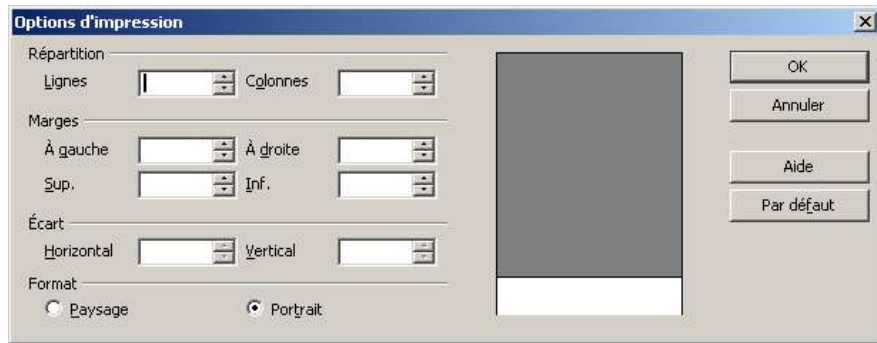 Options d'impression
Répartition
Lignes
Colonnes
Marges
À gauche
À droite
Sup.
Inf.
Écart
Horizontal
Vertical
Format
Paysage
Portrait
OK
Annuler
Aide
Par défaut